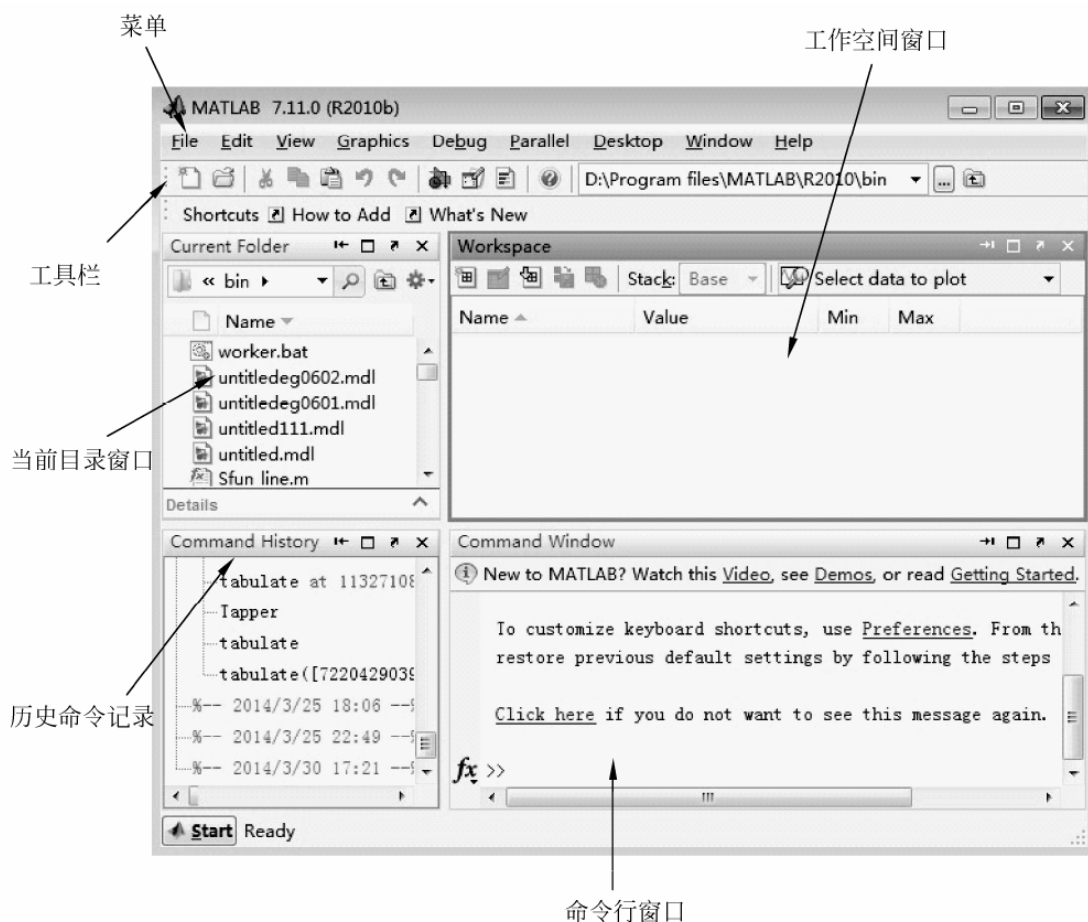 菜单
工作空间窗口
MATLAB 7.11.0 (R2010b)
File Edit View Graphics Debug Parallel Desktop Window Help
D:\Program files\MATLAB\R2010\bin
Shortcuts How to Add What's New
工具栏
Current Folder
Workspace
« bin
Stack: Base Select data to plot
Name
Name Value Min Max
worker.bat
untitledeg0602.mdl
untitledeg0601.mdl
untitled111.mdl
untitled.mdl
Sfun line.m
当前目录窗口
Details
Command History
Command Window
New to MATLAB? Watch this Video, see Demos, or read Getting Started.
tabulate at 11327108
Iapper
tabulate
tabulate([7220429039
%-- 2014/3/25 18:06 --%
%-- 2014/3/25 22:49 --%
%-- 2014/3/30 17:21 --%
历史命令记录
To customize keyboard shortcuts, use Preferences. From th
restore previous default settings by following the steps
Click here if you do not want to see this message again.
fx >>
Start Ready
命令行窗口